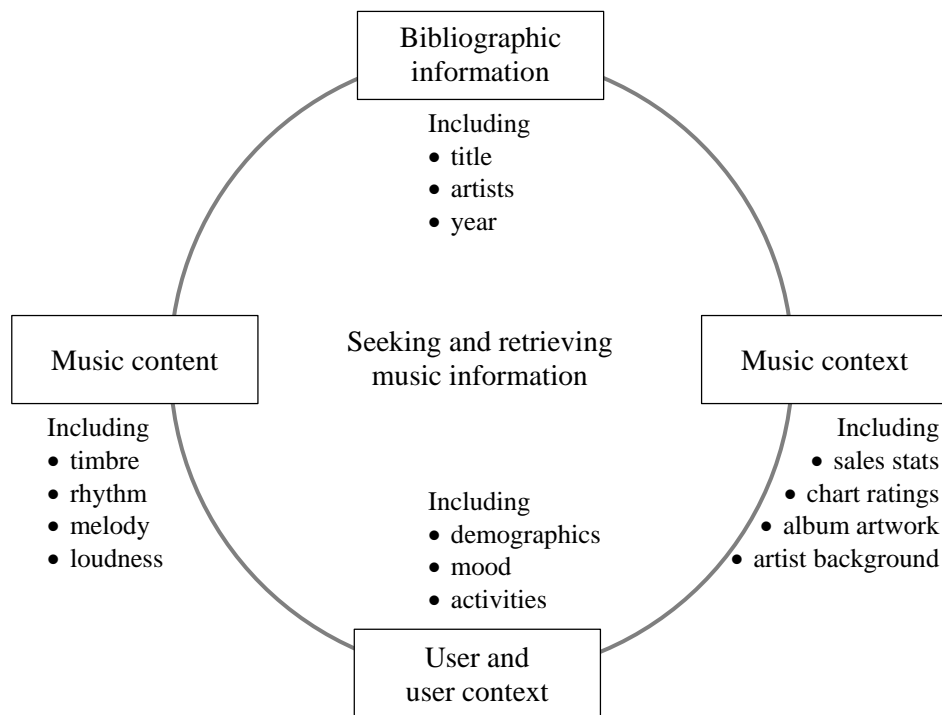 Bibliographic
information
Including
• title
• artists
• year
Music content
Including
• timbre
• rhythm
• melody
• loudness
Seeking and retrieving
music information
Music context
Including
• sales stats
• chart ratings
• album artwork
• artist background
Including
• demographics
• mood
• activities
User and
user context